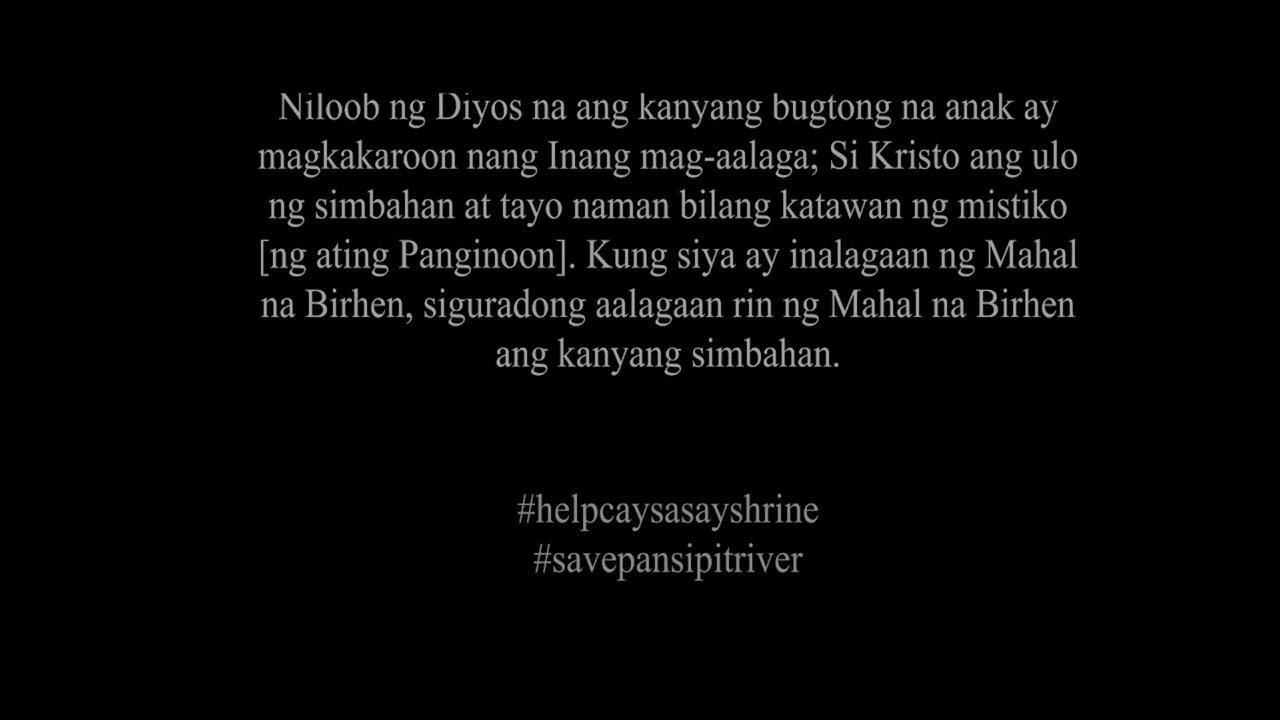 Niloob ng Diyos na ang kanyang bugtong na anak ay
magkakaroon nang Inang mag-aalaga; Si Kristo ang ulo
ng simbahan at tayo naman bilang katawan ng mistiko
[ng ating Panginoon]. Kung siya ay inalagaan ng Mahal
na Birhen, siguradong aalagaan rin ng Mahal na Birhen
ang kanyang simbahan.
#helpcaysasayshrine
#savepansipitriver